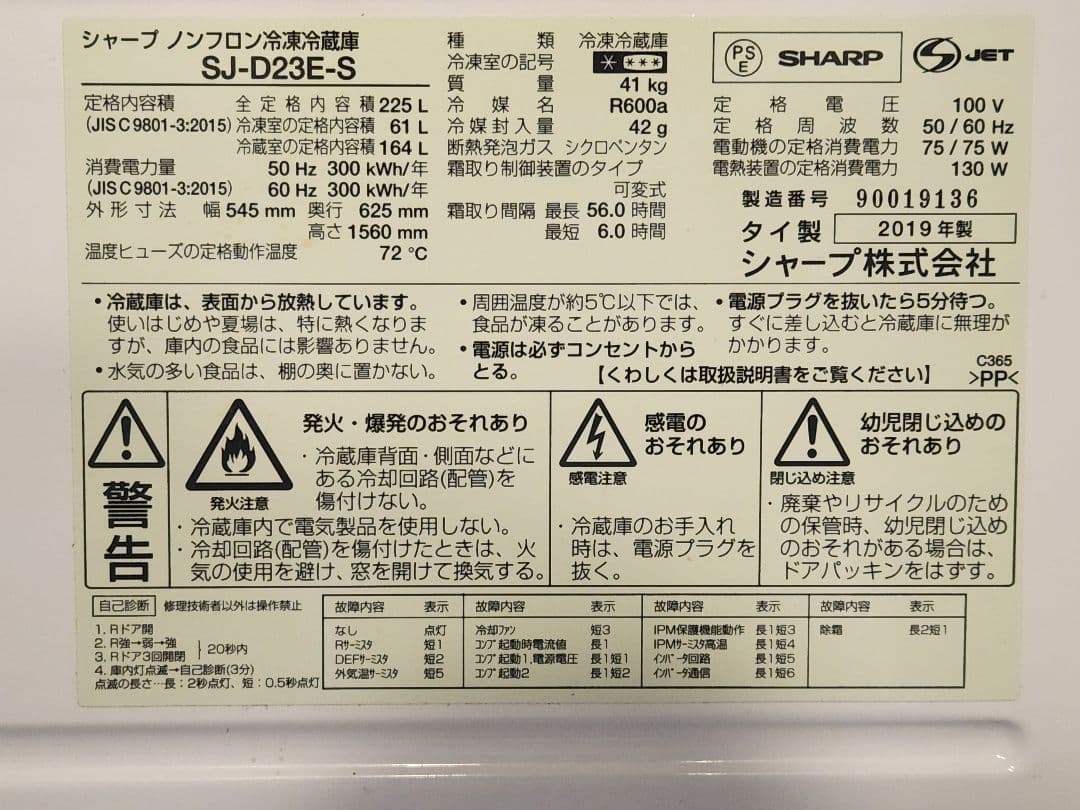 シャープ ノンフロン冷凍冷蔵庫
SJ-D23E-S
定格内容積 全定格内容積 225 L
(JIS C 9801-3:2015) 冷凍室の定格内容積 61 L
冷蔵室の定格内容積 164 L
消費電力量 50 Hz 300 kWh/年
(JIS C 9801-3:2015) 60 Hz 300 kWh/年
外形寸法 幅 545 mm 奥行 625 mm
高さ 1560 mm
温度ヒューズの定格動作温度 72 ℃
種類 冷凍冷蔵庫
冷凍室の記号 * ***
質量 41 kg
冷媒名 R600a
冷媒封入量 42 g
断熱発泡ガス シクロペンタン
霜取り制御装置のタイプ
可変式
霜取り間隔 最長 56.0 時間
最短 6.0 時間
PSE SHARP JET
定格電圧 100 V
定格周波数 50 / 60 Hz
電動機の定格消費電力 75 / 75 W
電熱装置の定格消費電力 130 W
製造番号 90019136
タイ製 2019 年製
シャープ株式会社
・冷蔵庫は、表面から放熱しています。
使いはじめや夏場は、特に熱くなりま
すが、庫内の食品には影響ありません。
・水気の多い食品は、棚の奥に置かない。
・周囲温度が約5℃以下では、
食品が凍ることがあります。
・電源は必ずコンセントから
とる。
・電源プラグを抜いたら5分待つ。
すぐに差し込むと冷蔵庫に無理が
かかります。
【くわしくは取扱説明書をご覧ください】
C365
>PP<
警告
発火注意
発火・爆発のおそれあり
・冷蔵庫背面・側面などに
ある冷却回路(配管)を
傷付けない。
・冷蔵庫内で電気製品を使用しない。
・冷却回路(配管)を傷付けたときは、火
気の使用を避け、窓を開けて換気する。
感電注意
感電の
おそれあり
・冷蔵庫のお手入れ
時は、電源プラグを
抜く。
閉じ込め注意
幼児閉じ込めの
おそれあり
・廃棄やリサイクルのため
の保管時、幼児閉じ込め
のおそれがある場合は、
ドアパッキンをはずす。
自己診断 修理技術者以外は操作禁止
1. Rドア開
2. R強→弱→強
3. Rドア3回開閉
20秒内
4. 庫内灯点滅→自己診断(3分)
点滅の長さ…長：2秒点灯、短：0.5秒点灯
故障内容 表示
なし 点灯
Rサーミスタ 短1
DEFサーミスタ 短2
外気温サーミスタ 短5
故障内容 表示
冷却ファン 短3
コンプ起動時電流値 長1
コンプ起動1,電源電圧 長1短1
コンプ起動2 長1短2
故障内容 表示
IPM保護機能動作 長1短3
IPMサーミスタ高温 長1短4
インバータ回路 長1短5
インバータ通信 長1短6
故障内容 表示
除霜 長2短1